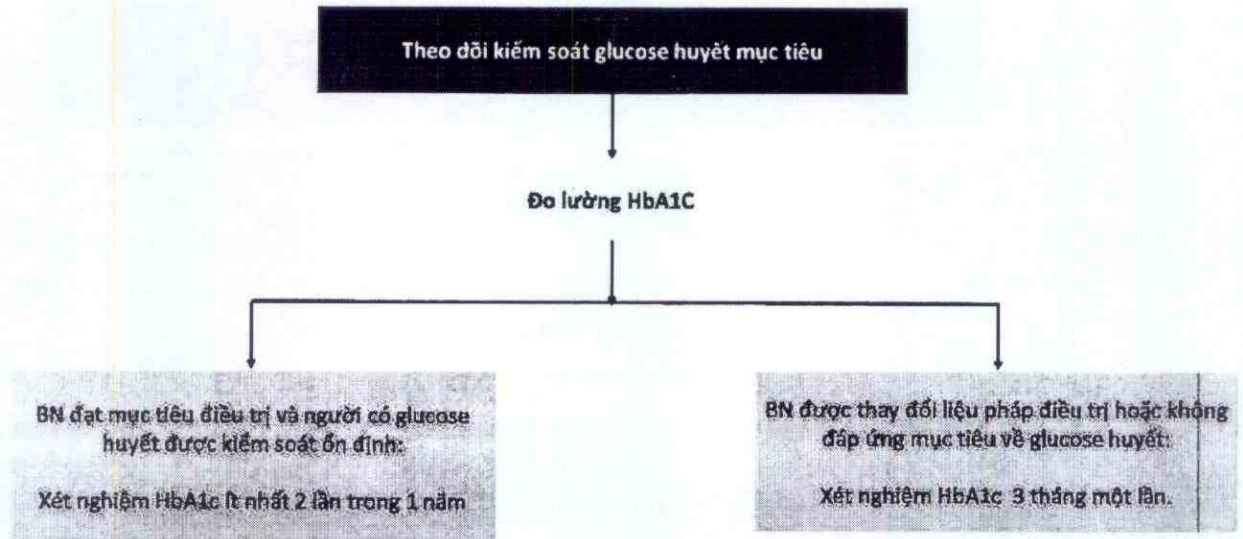 Theo dõi kiểm soát glucose huyết mục tiêu
Đo lường HbA1C
BN đạt mục tiêu điều trị và người có glucose
huyết được kiểm soát ổn định:
Xét nghiệm HbA1c ít nhất 2 lần trong 1 năm
BN được thay đổi liệu pháp điều trị hoặc không
đáp ứng mục tiêu về glucose huyết:
Xét nghiệm HbA1c 3 tháng một lần.